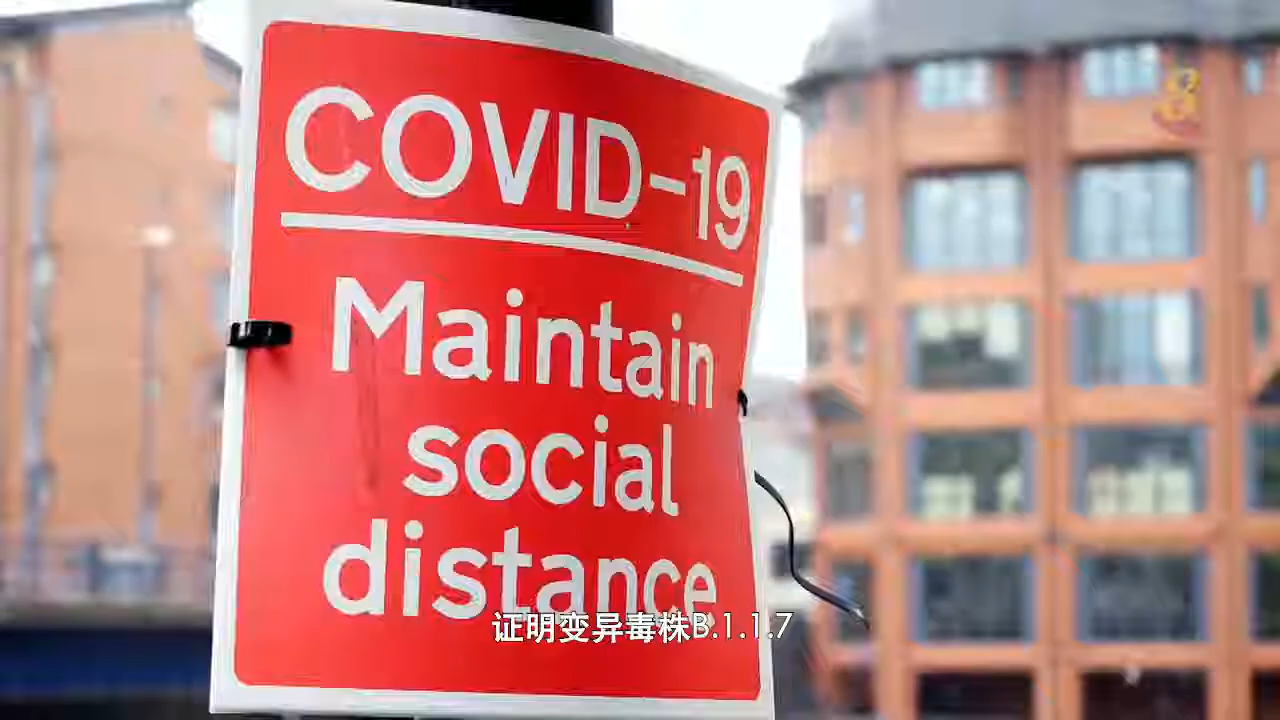 COVID-19
Maintain
social
distance
证明变异毒株B.1.1.7